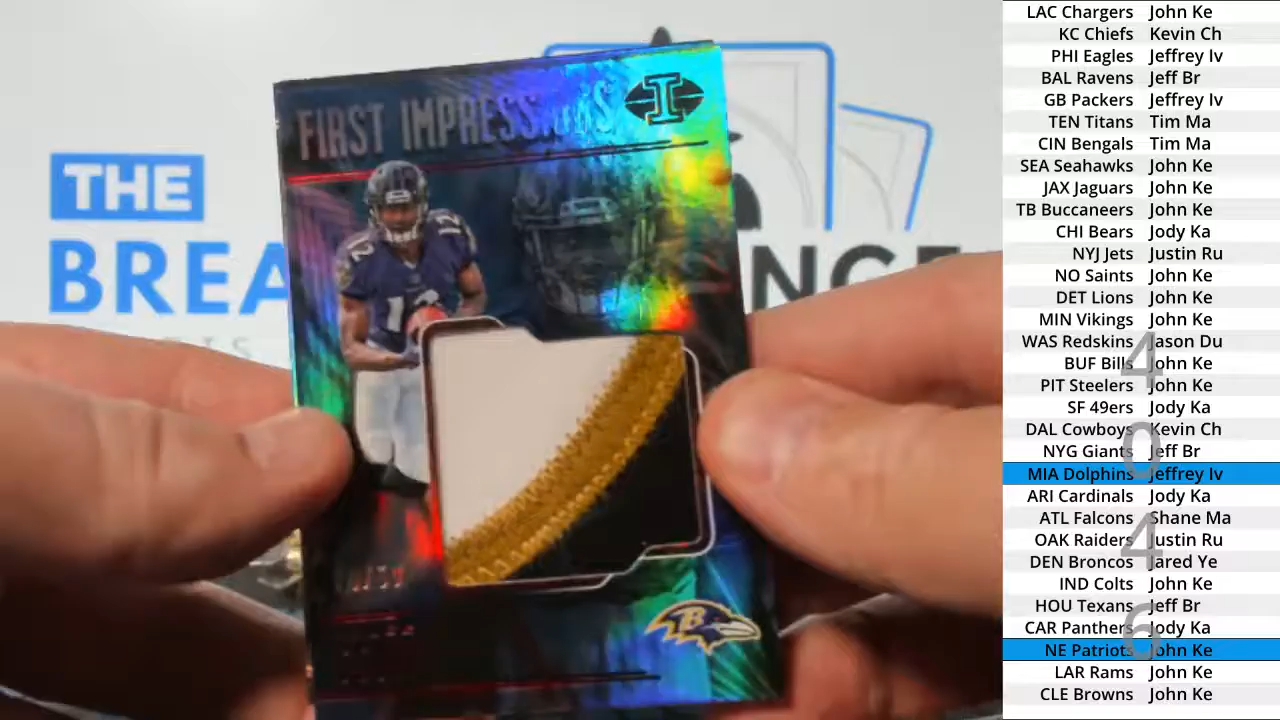 FIRST IMPRESSIONS
I
THE
BREA
NCE
12
12
B
LAC Chargers John Ke
KC Chiefs Kevin Ch
PHI Eagles Jeffrey Iv
BAL Ravens Jeff Br
GB Packers Jeffrey Iv
TEN Titans Tim Ma
CIN Bengals Tim Ma
SEA Seahawks John Ke
JAX Jaguars John Ke
TB Buccaneers John Ke
CHI Bears Jody Ka
NYJ Jets Justin Ru
NO Saints John Ke
DET Lions John Ke
MIN Vikings John Ke
WAS Redskins Jason Du
BUF Bills John Ke
PIT Steelers John Ke
SF 49ers Jody Ka
DAL Cowboys Kevin Ch
NYG Giants Jeff Br
MIA Dolphins Jeffrey Iv
ARI Cardinals Jody Ka
ATL Falcons Shane Ma
OAK Raiders Justin Ru
DEN Broncos Jared Ye
IND Colts John Ke
HOU Texans Jeff Br
CAR Panthers Jody Ka
NE Patriots John Ke
LAR Rams John Ke
CLE Browns John Ke
4
0
4
6